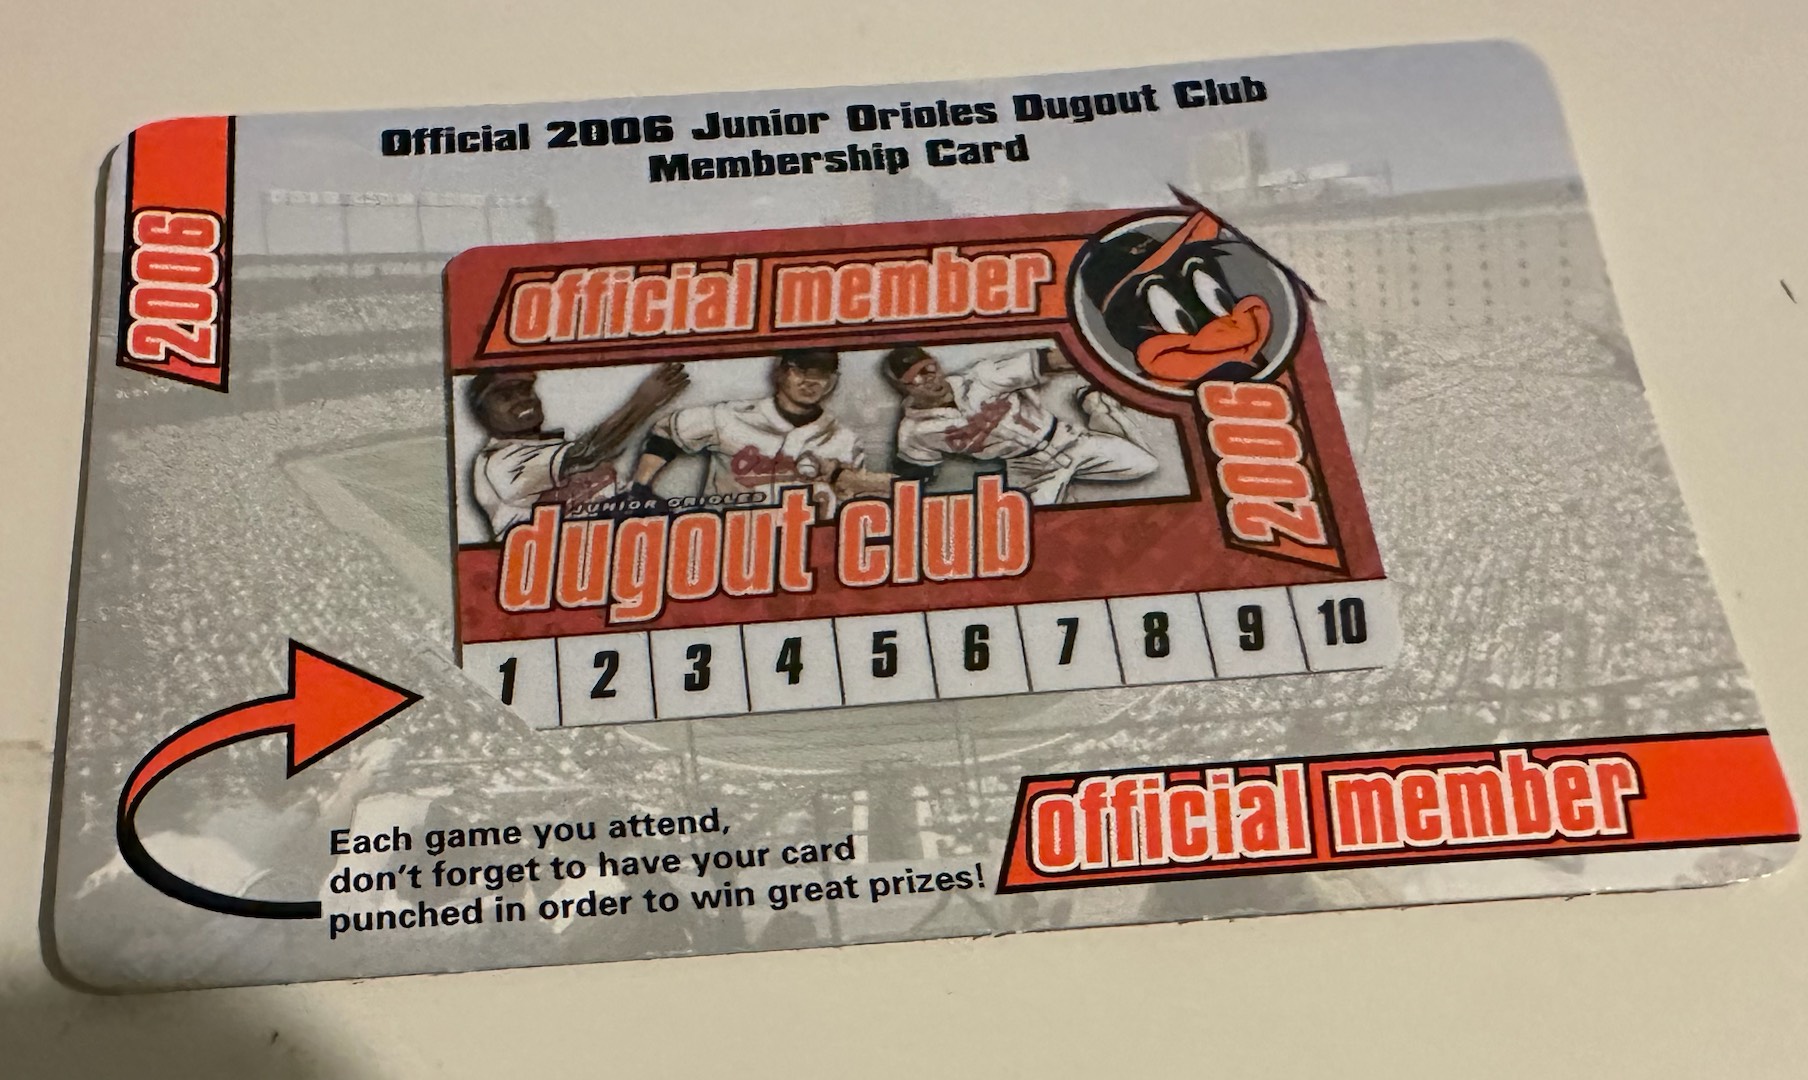 Official 2006 Junior Orioles Dugout Club
Membership Card
2006
official member
2006
JUNIOR ORIOLES
dugout club
1 2 3 4 5 6 7 8 9 10
Each game you attend,
don't forget to have your card
punched in order to win great prizes!
official member